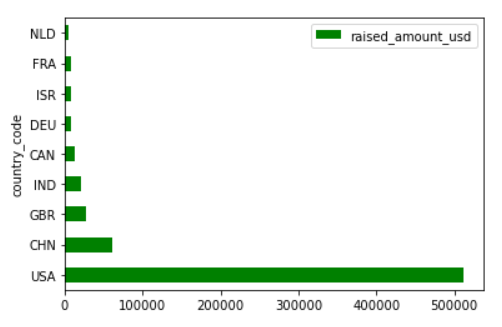 raised_amount_usd
country_code
NLD
FRA
ISR
DEU
CAN
IND
GBR
CHN
USA
0 100000 200000 300000 400000 500000